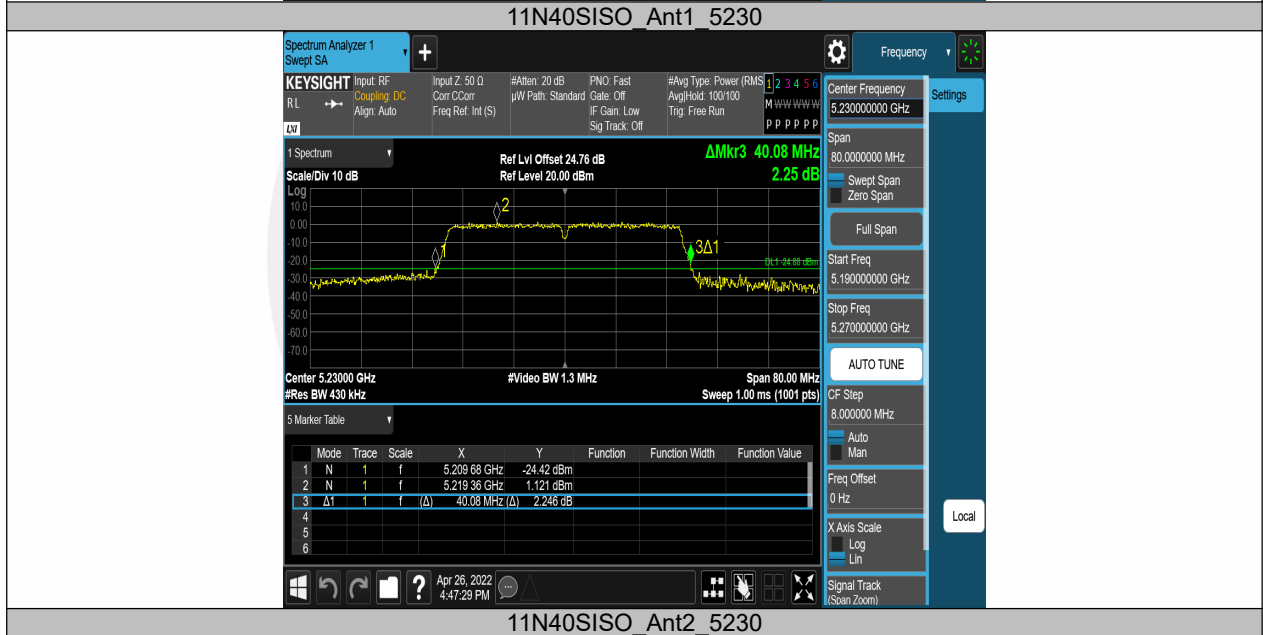 11N40SISO_Ant1_5230
Spectrum Analyzer 1
Swept SA
+
Frequency
KEYSIGHT
RL
LXI
Input: RF
Coupling: DC
Align: Auto
Input Z: 50 Ω
Corr CCorr
Freq Ref: Int (S)
#Atten: 20 dB
µW Path: Standard
PNO: Fast
Gate: Off
IF Gain: Low
Sig Track: Off
#Avg Type: Power (RMS
Avg|Hold: 100/100
Trig: Free Run
1 2 3 4 5 6
M W W W W W
P P P P P P
Center Frequency
5.230000000 GHz
Settings
Span
80.0000000 MHz
Swept Span
Zero Span
Full Span
Start Freq
5.190000000 GHz
Stop Freq
5.270000000 GHz
AUTO TUNE
CF Step
8.000000 MHz
Auto
Man
Freq Offset
0 Hz
X Axis Scale
Log
Lin
Signal Track
(Span Zoom)
Local
1 Spectrum
Scale/Div 10 dB
Ref Lvl Offset 24.76 dB
Ref Level 20.00 dBm
ΔMkr3 40.08 MHz
2.25 dB
Log
10.0
0.00
-10.0
-20.0
-30.0
-40.0
-50.0
-60.0
-70.0
1
2
3Δ1
DL1 -24.88 dBm
Center 5.23000 GHz
#Video BW 1.3 MHz
Span 80.00 MHz
#Res BW 430 kHz
Sweep 1.00 ms (1001 pts)
5 Marker Table
Mode Trace Scale X Y Function Function Width Function Value
1 N 1 f 5.209 68 GHz -24.42 dBm
2 N 1 f 5.219 36 GHz 1.121 dBm
3 Δ1 1 f (Δ) 40.08 MHz (Δ) 2.246 dB
4
5
6
?
Apr 26, 2022
4:47:29 PM
11N40SISO_Ant2_5230